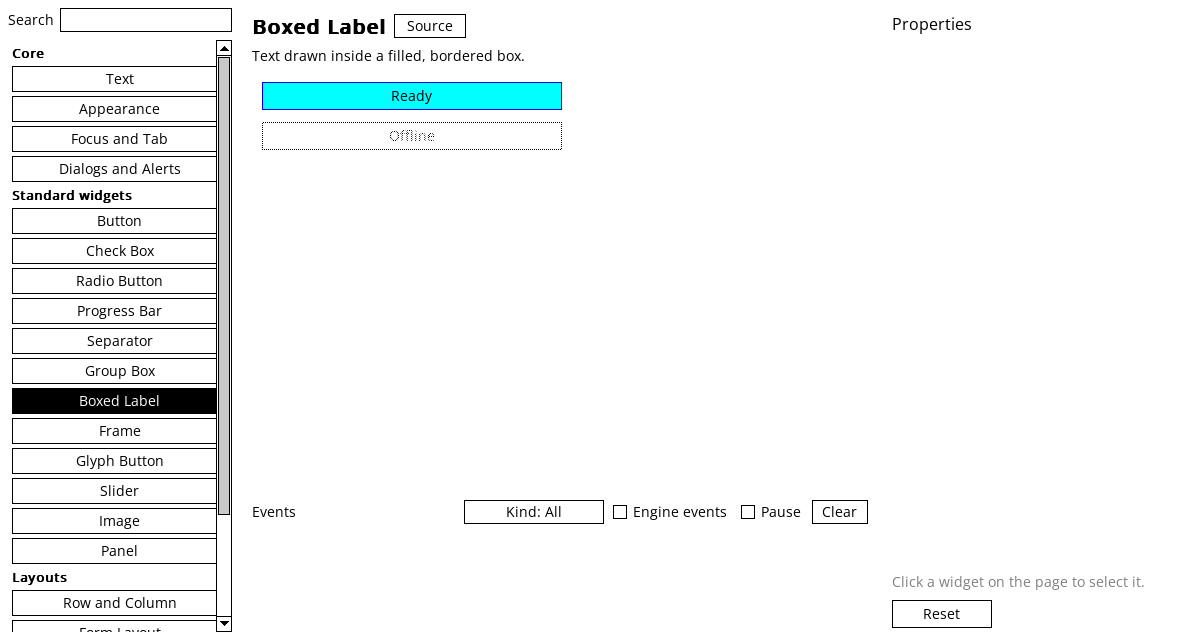 Search
Core
Text
Appearance
Focus and Tab
Dialogs and Alerts
Standard widgets
Button
Check Box
Radio Button
Progress Bar
Separator
Group Box
Boxed Label
Frame
Glyph Button
Slider
Image
Panel
Layouts
Row and Column
Form Layout
Boxed Label
Source
Text drawn inside a filled, bordered box.
Ready
Offline
Events
Kind: All
Engine events
Pause
Clear
Properties
Click a widget on the page to select it.
Reset